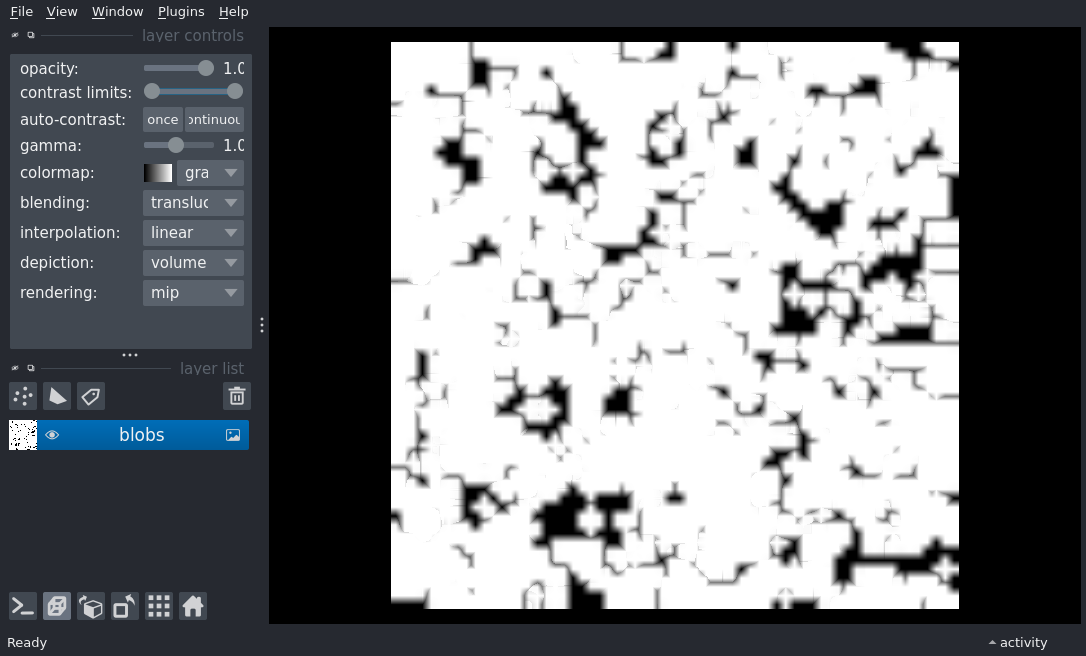 File View Window Plugins Help
layer controls
opacity: 1.0
contrast limits:
auto-contrast: once ontinuou
gamma: 1.0
colormap: gra
blending: transluc
interpolation: linear
depiction: volume
rendering: mip
layer list
blobs
Ready activity